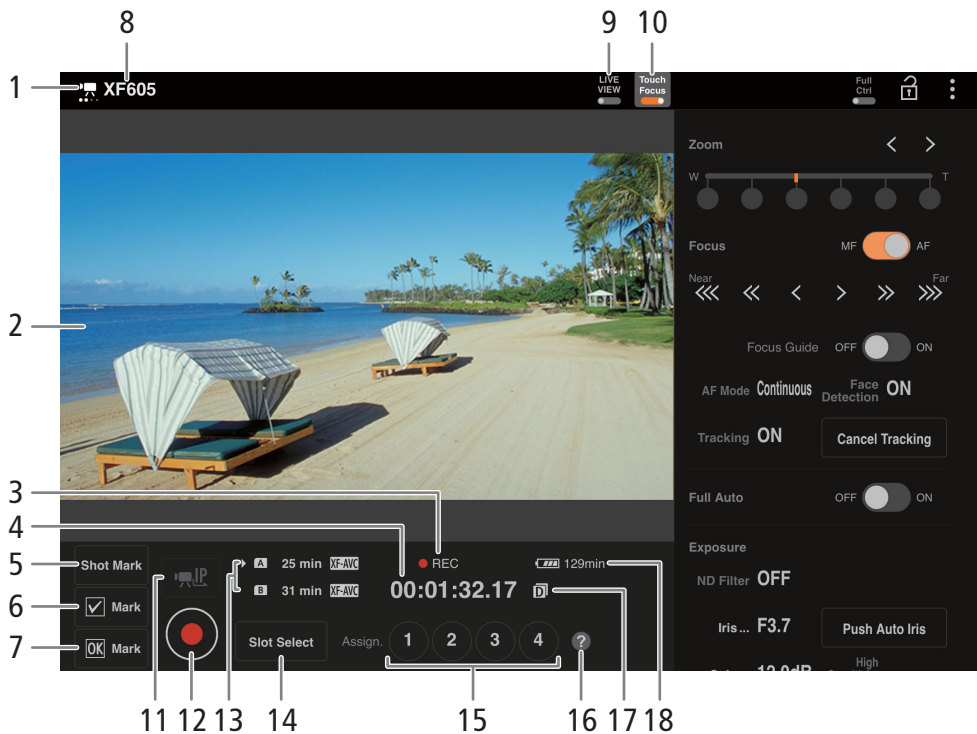 8
9
10
1
XF605
LIVE VIEW
Touch Focus
Full Ctrl
Zoom
W
T
Focus
MF
AF
Near
Far
2
Focus Guide
OFF
ON
AF Mode
Continuous
Face Detection
ON
Tracking
ON
Cancel Tracking
3
4
Full Auto
OFF
ON
5
Shot Mark
A
25 min
XF-AVC
REC
129min
Exposure
IP
ND Filter
OFF
B
31 min
XF-AVC
00:01:32.17
D
6
Mark
Iris...
F3.7
Push Auto Iris
7
OK
Mark
Slot Select
Assign.
1
2
3
4
?
High
11
12
13
14
15
16
17
18